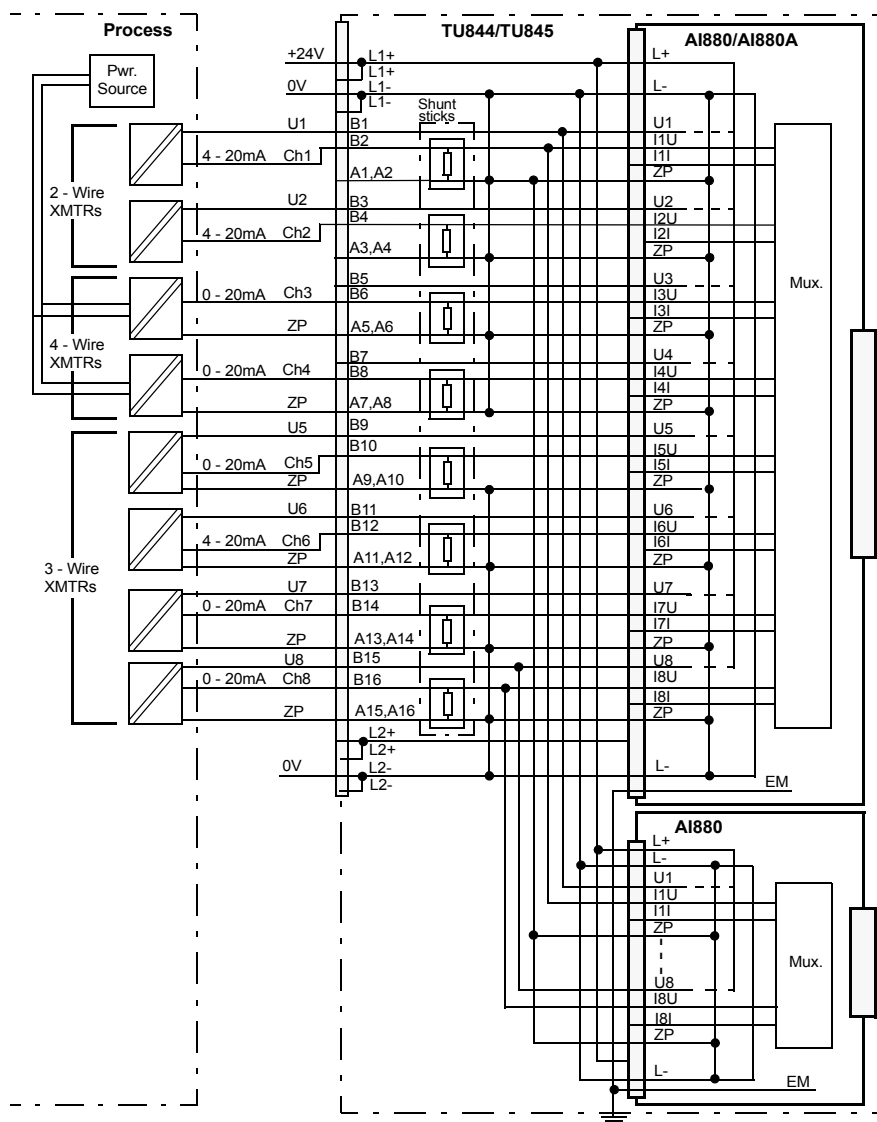 Process
TU844/TU845
AI880/AI880A
Pwr.
Source
+24V
L1+
L1+
0V
L1-
L1-
L+
L-
Shunt
sticks
U1
B1
U1
B2
I1U
4 - 20mA
Ch1
I1I
A1,A2
ZP
2 - Wire
XMTRs
U2
B3
U2
B4
I2U
4 - 20mA
Ch2
I2I
A3,A4
ZP
B5
U3
0 - 20mA
Ch3
B6
I3U
I3I
Mux.
ZP
A5,A6
ZP
4 - Wire
XMTRs
B7
U4
0 - 20mA
Ch4
B8
I4U
I4I
ZP
A7,A8
ZP
U5
B9
U5
B10
I5U
0 - 20mA
Ch5
I5I
ZP
A9,A10
ZP
U6
B11
U6
B12
I6U
4 - 20mA
Ch6
I6I
ZP
A11,A12
ZP
3 - Wire
XMTRs
U7
B13
U7
0 - 20mA
Ch7
B14
I7U
I7I
ZP
A13,A14
ZP
U8
B15
U8
0 - 20mA
Ch8
B16
I8U
I8I
ZP
A15,A16
ZP
L2+
L2+
0V
L2-
L2-
L-
EM
AI880
L+
L-
U1
I1U
I1I
ZP
Mux.
U8
I8U
I8I
ZP
L-
EM